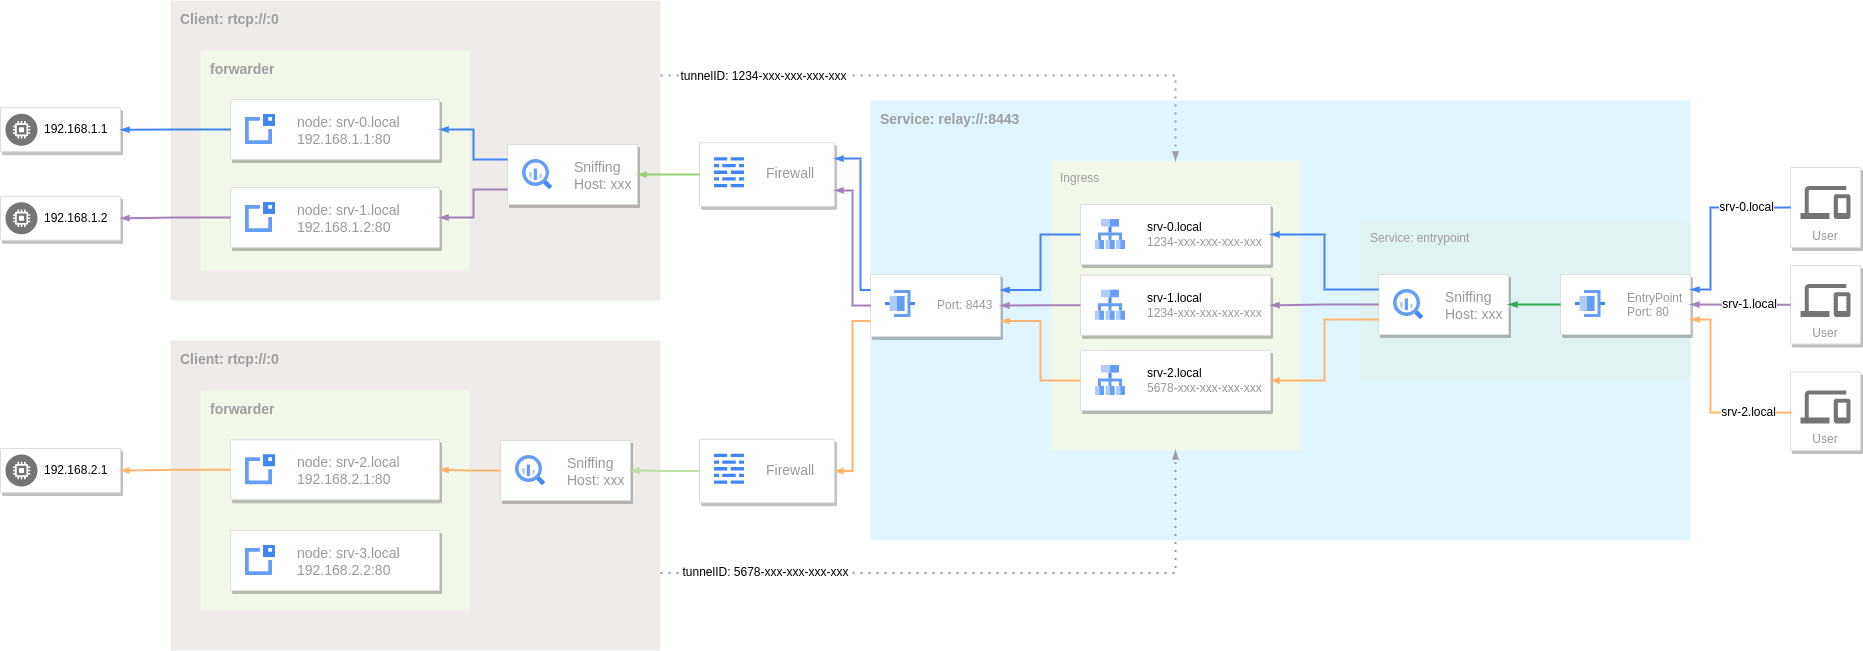 Client: rtcp://:0
forwarder
node: srv-0.local
192.168.1.1:80
node: srv-1.local
192.168.1.2:80
192.168.1.1
192.168.1.2
Sniffing
Host: xxx
tunnelID: 1234-xxx-xxx-xxx-xxx
Firewall
Service: relay://:8443
Ingress
srv-0.local
1234-xxx-xxx-xxx-xxx
srv-1.local
1234-xxx-xxx-xxx-xxx
srv-2.local
5678-xxx-xxx-xxx-xxx
Port: 8443
Service: entrypoint
Sniffing
Host: xxx
EntryPoint
Port: 80
srv-0.local
User
srv-1.local
User
srv-2.local
User
Client: rtcp://:0
forwarder
node: srv-2.local
192.168.2.1:80
node: srv-3.local
192.168.2.2:80
192.168.2.1
Sniffing
Host: xxx
Firewall
tunnelID: 5678-xxx-xxx-xxx-xxx